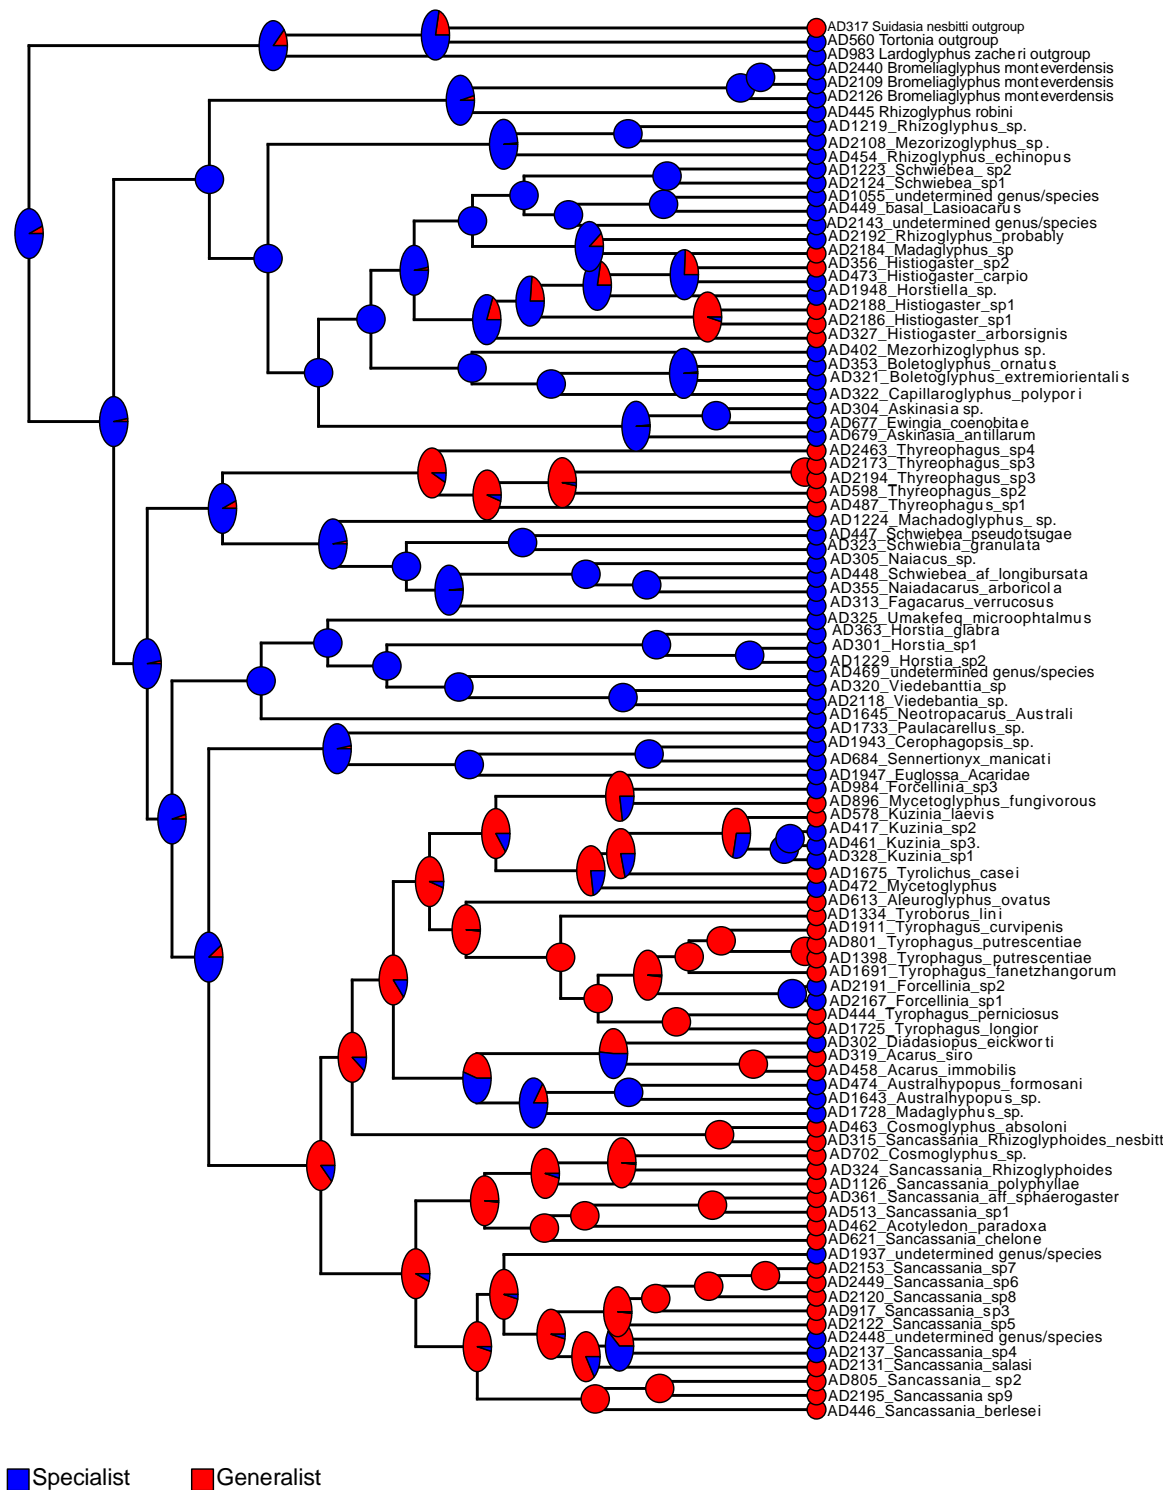 AD317 Suidasia nesbitti outgroup
AD560 Tortonia outgroup
AD983 Lardoglyphus zacheri outgroup
AD2440 Bromeliaglyphus monteverdensis
AD2109 Bromeliaglyphus monteverdensis
AD2126 Bromeliaglyphus monteverdensis
AD445 Rhizoglyphus robini
AD1219_Rhizoglyphus_sp.
AD2108_Mezorizoglyphus_sp.
AD454_Rhizoglyphus_echinopus
AD1223_Schwiebea_ sp2
AD2124_Schwiebea_sp1
AD1055_undetermined genus/species
AD449_basal_Lasioacarus
AD2143_undetermined genus/species
AD2192_Rhizoglyphus_probably
AD2184_Madaglyphus_sp
AD356_Histiogaster_sp2
AD473_Histiogaster_carpio
AD1948_Horstiella_sp.
AD2188_Histiogaster_sp1
AD2186_Histiogaster_sp1
AD327_Histiogaster_arborsignis
AD402_Mezorhizoglyphus sp.
AD353_Boletoglyphus_ornatus
AD321_Boletoglyphus_extremiorientalis
AD322_Capillaroglyphus_polypori
AD304_Askinasia sp.
AD677_Ewingia_coenobitae
AD679_Askinasia_antillarum
AD2463_Thyreophagus_sp4
AD2173_Thyreophagus_sp3
AD2194_Thyreophagus_sp3
AD598_Thyreophagus_sp2
AD487_Thyreophagus_sp1
AD1224_Machadoglyphus_ sp.
AD447_Schwiebea_pseudotsugae
AD323_Schwiebia_granulata
AD305_Naiacus_sp.
AD448_Schwiebea_af_longibursata
AD355_Naiadacarus_arboricola
AD313_Fagacarus_verrucosus
AD325_Umakefeq_microophtalmus
AD363_Horstia_glabra
AD301_Horstia_sp1
AD1229_Horstia_sp2
AD469_undetermined genus/species
AD320_Viedebanttia_sp
AD2118_Viedebantia_sp.
AD1645_Neotropacarus_Australi
AD1733_Paulacarellus_sp.
AD1943_Cerophagopsis_sp.
AD684_Sennertionyx_manicati
AD1947_Euglossa_Acaridae
AD984_Forcellinia_sp3
AD896_Mycetoglyphus_fungivorous
AD578_Kuzinia_laevis
AD417_Kuzinia_sp2
AD461_Kuzinia_sp3.
AD328_Kuzinia_sp1
AD1675_Tyrolichus_casei
AD472_Mycetoglyphus
AD613_Aleuroglyphus_ovatus
AD1334_Tyroborus_lini
AD1911_Tyrophagus_curvipenis
AD801_Tyrophagus_putrescentiae
AD1398_Tyrophagus_putrescentiae
AD1691_Tyrophagus_fanetzhangorum
AD2191_Forcellinia_sp2
AD2167_Forcellinia_sp1
AD444_Tyrophagus_perniciosus
AD1725_Tyrophagus_longior
AD302_Diadasiopus_eickworti
AD319_Acarus_siro
AD458_Acarus_immobilis
AD474_Australhypopus_formosani
AD1643_Australhypopus_sp.
AD1728_Madaglyphus_sp.
AD463_Cosmoglyphus_absoloni
AD315_Sancassania_Rhizoglyphoides_nesbitt
AD702_Cosmoglyphus_sp.
AD324_Sancassania_Rhizoglyphoides
AD1126_Sancassania_polyphyllae
AD361_Sancassania_aff_sphaerogaster
AD513_Sancassania_sp1
AD462_Acotyledon_paradoxa
AD621_Sancassania_chelone
AD1937_undetermined genus/species
AD2153_Sancassania_sp7
AD2449_Sancassania_sp6
AD2120_Sancassania_sp8
AD917_Sancassania_sp3
AD2122_Sancassania_sp5
AD2448_undetermined genus/species
AD2137_Sancassania_sp4
AD2131_Sancassania_salasi
AD805_Sancassania_ sp2
AD2195_Sancassania sp9
AD446_Sancassania_berlesei
Specialist
Generalist